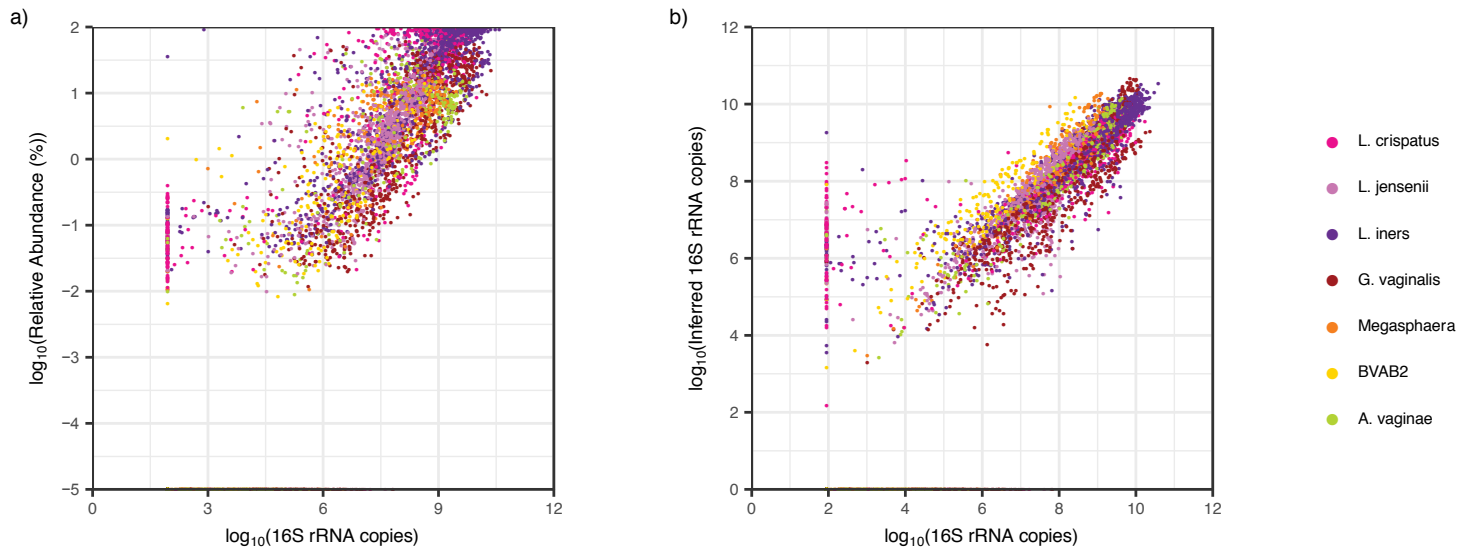 a)
log10(Relative Abundance (%))
2
1
0
−1
−2
−3
−4
−5
0 3 6 9 12
log10(16S rRNA copies)
b)
log10(Inferred 16S rRNA copies)
12
10
8
6
4
2
0
0 2 4 6 8 10 12
log10(16S rRNA copies)
L. crispatus
L. jensenii
L. iners
G. vaginalis
Megasphaera
BVAB2
A. vaginae